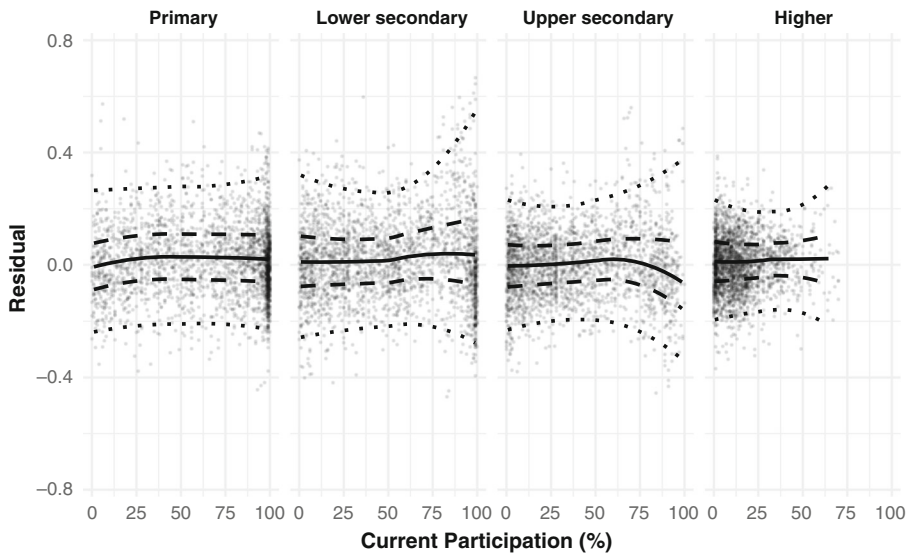 Primary Lower secondary Upper secondary Higher
0.8
0.4
0.0
−0.4
−0.8
Residual
0 25 50 75 100 0 25 50 75 100 0 25 50 75 100 0 25 50 75 100
Current Participation (%)